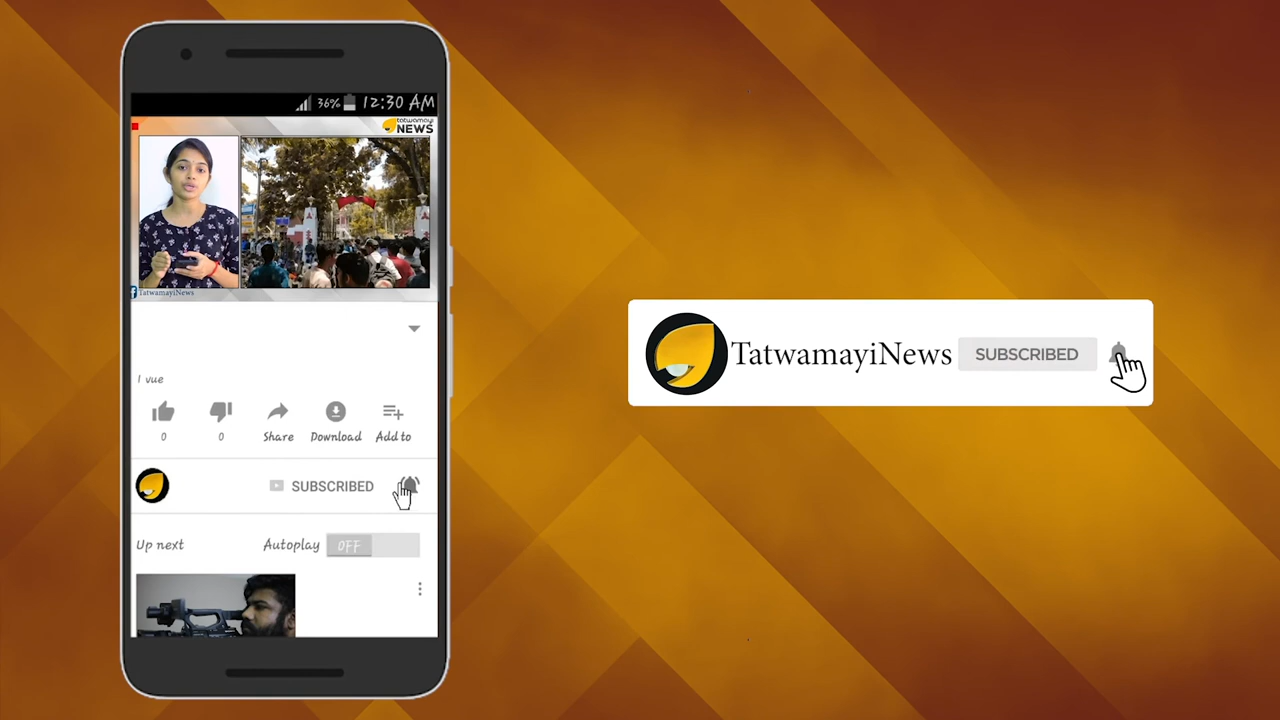 36% 12:30 AM
tatwamayi
NEWS
TatwamayiNews
1 vue
0 0 Share Download Add to
SUBSCRIBED
Up next Autoplay OFF
TatwamayiNews SUBSCRIBED